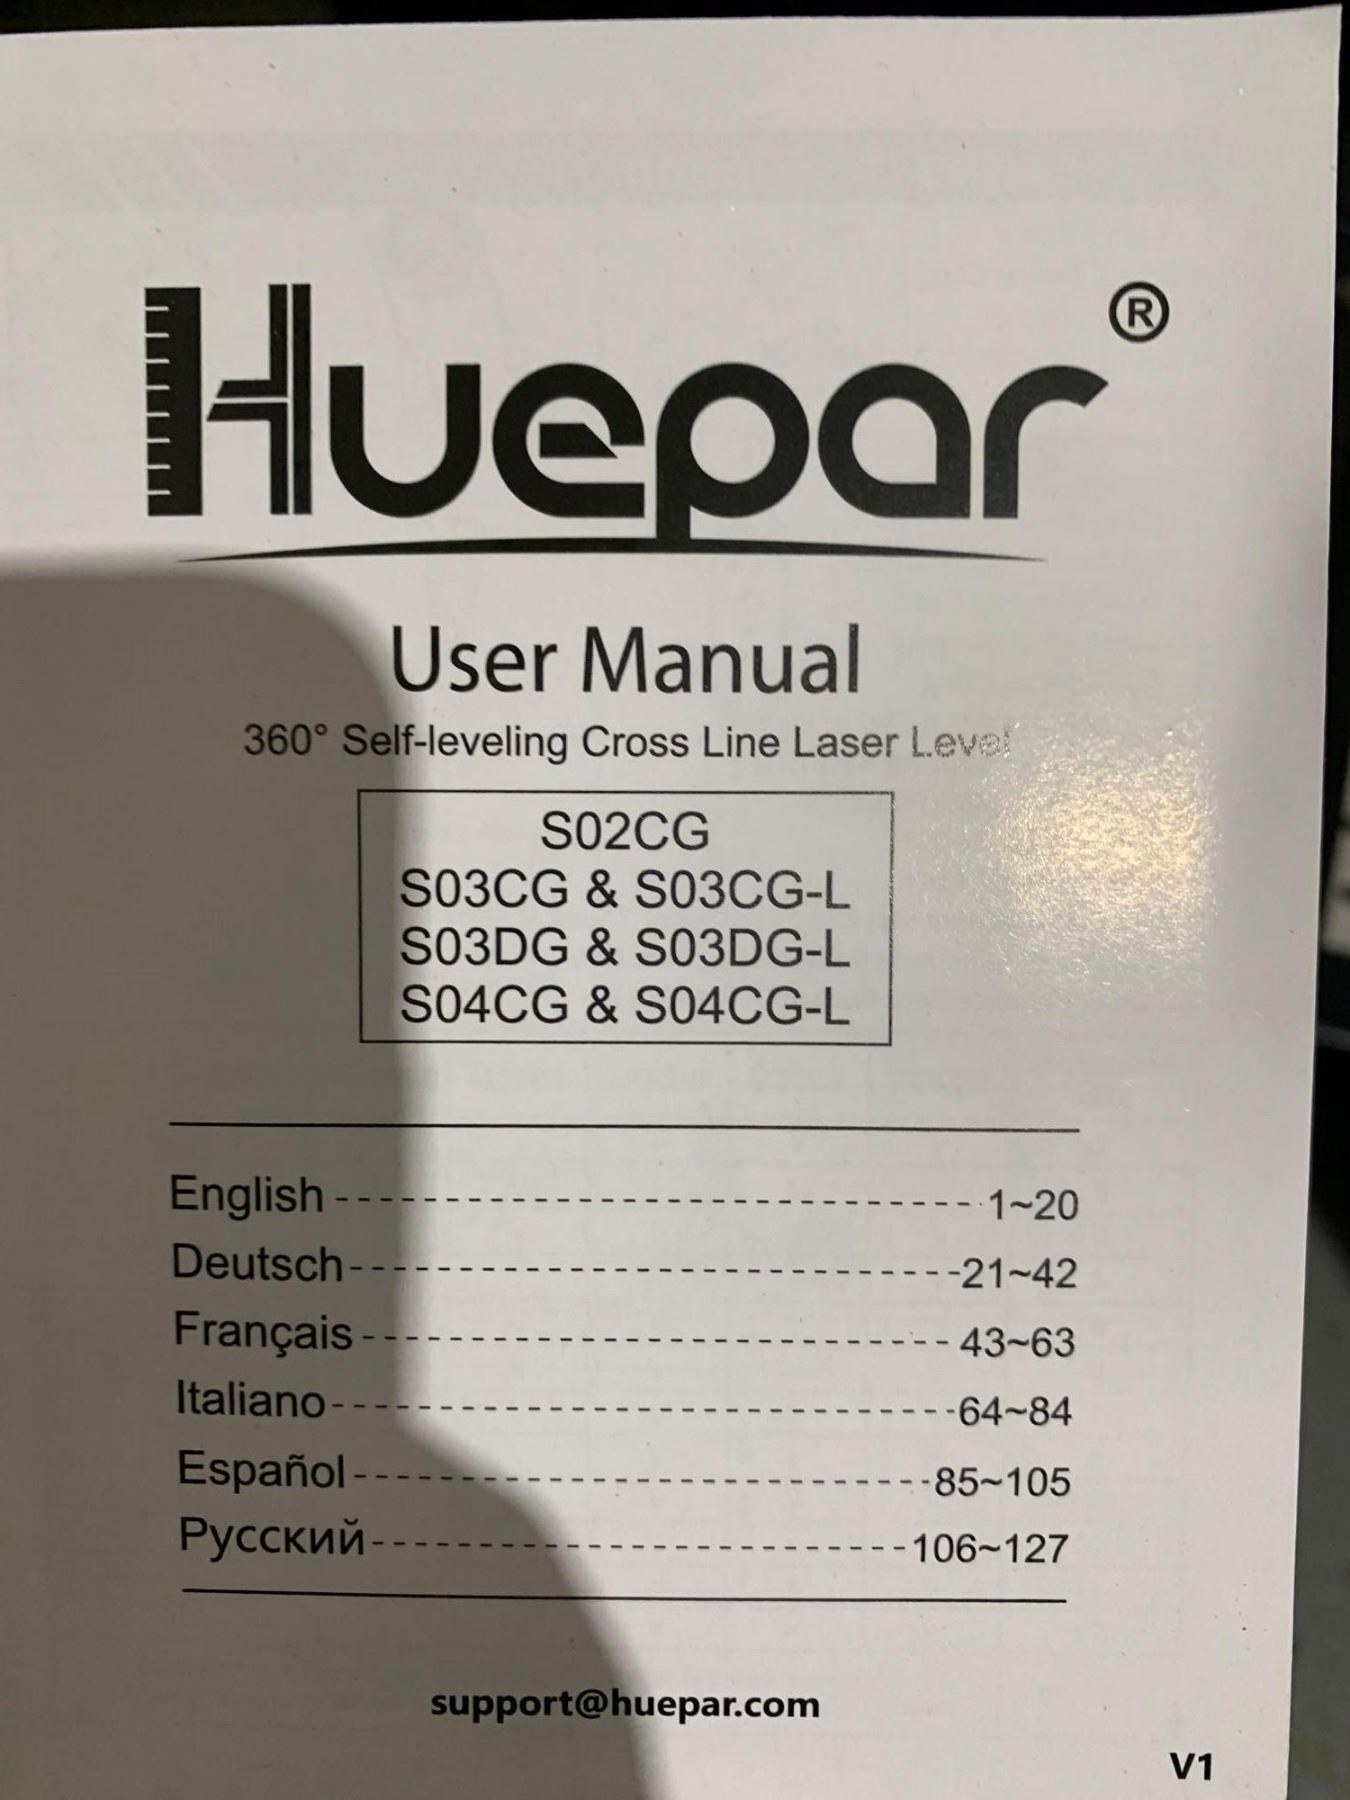 Huepar®
User Manual
360° Self-leveling Cross Line Laser Level
S02CG
S03CG & S03CG-L
S03DG & S03DG-L
S04CG & S04CG-L
English ------------------------------ 1~20
Deutsch----------------------------21~42
Français --------------------------- 43~63
Italiano-----------------------------64~84
Español ---------------------------85~105
Русский-------------------------106~127
support@huepar.com
V1